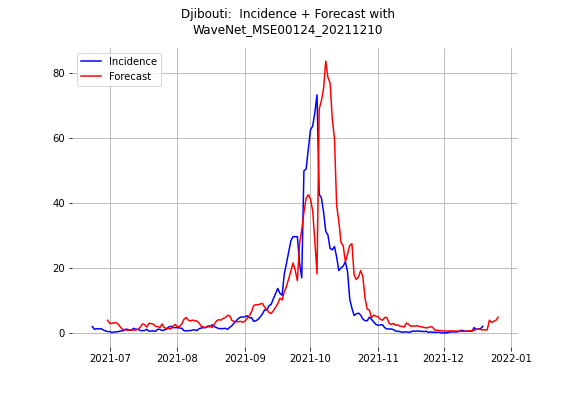 Djibouti:  Incidence + Forecast with
WaveNet_MSE00124_20211210
Incidence
Forecast
80
60
40
20
0
2021-07 2021-08 2021-09 2021-10 2021-11 2021-12 2022-01